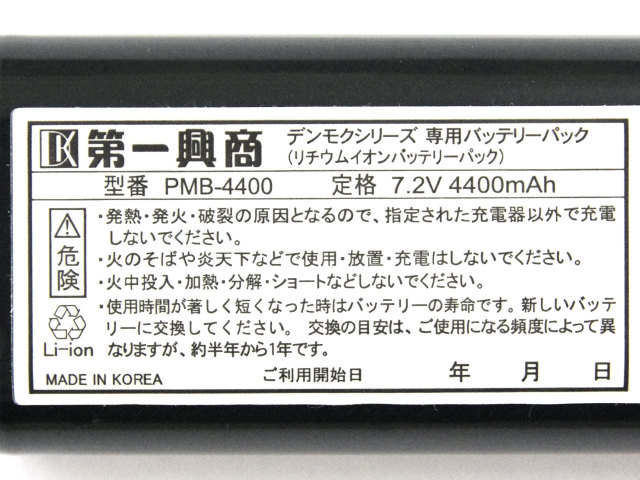 DK 第一興商 デンモクシリーズ 専用バッテリーパック
(リチウムイオンバッテリーパック)
型番 PMB-4400 定格 7.2V 4400mAh
危険
・発熱・発火・破裂の原因となるので、指定された充電器以外で充電
しないでください。
・火のそばや炎天下などで使用・放置・充電はしないでください。
・火中投入・加熱・分解・ショートなどしないでください。
・使用時間が著しく短くなった時はバッテリーの寿命です。新しいバッテ
リーに交換してください。 交換の目安は、ご使用になる頻度によって異
Li-ion なりますが、約半年から1年です。
MADE IN KOREA ご利用開始日 年 月 日